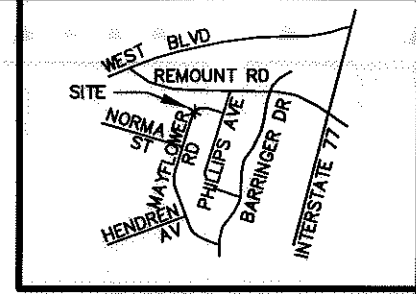 WEST BLVD
REMOUNT RD
SITE
NORMA
ST
MAYFLOWER
RD
PHILLIPS AVE
BARRINGER DR
INTERSTATE 77
HENDREN
AV